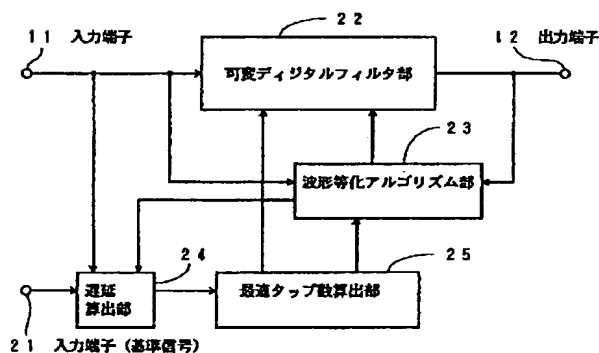 11 入力端子
22
12 出力端子
可変ディジタルフィルタ部
23
波形等化アルゴリズム部
24
25
遅延
算出部
最適タップ数算出部
21 入力端子(基準信号)